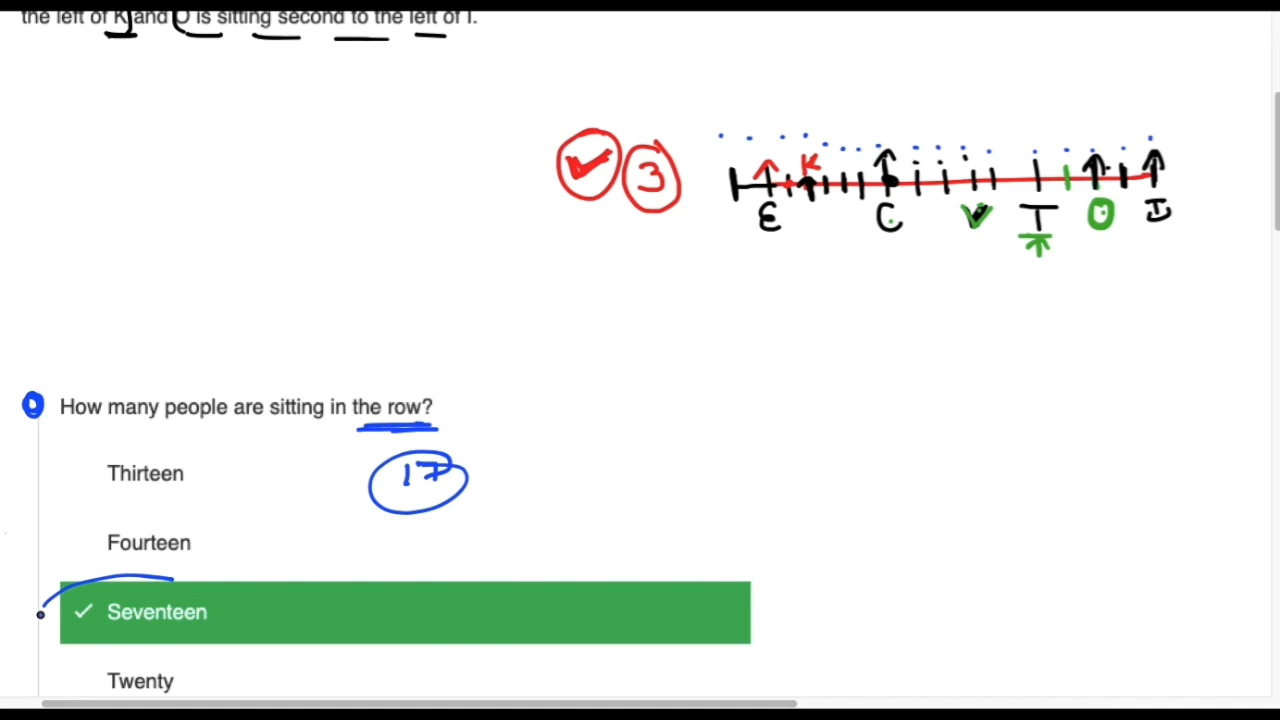 the left of K and O is sitting second to the left of I.
3
K
E C V T O I
How many people are sitting in the row?
Thirteen
17
Fourteen
Seventeen
Twenty